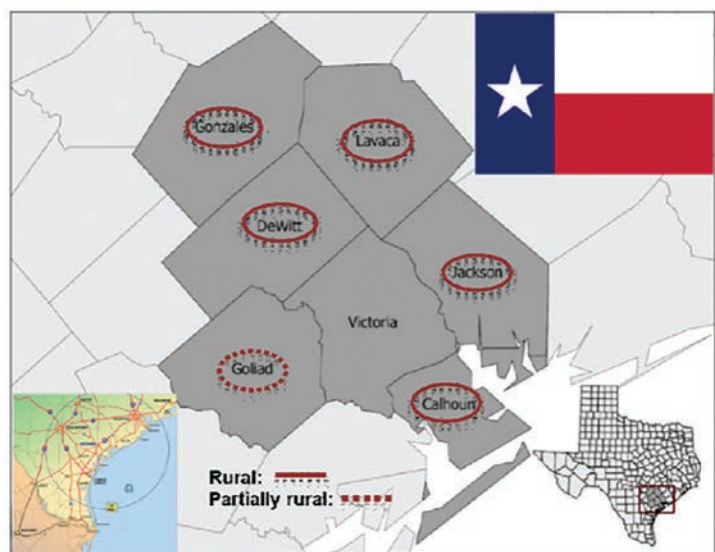 Gonzales
Lavaca
DeWitt
Jackson
Victoria
Goliad
Calhoun
Rural:
Partially rural: